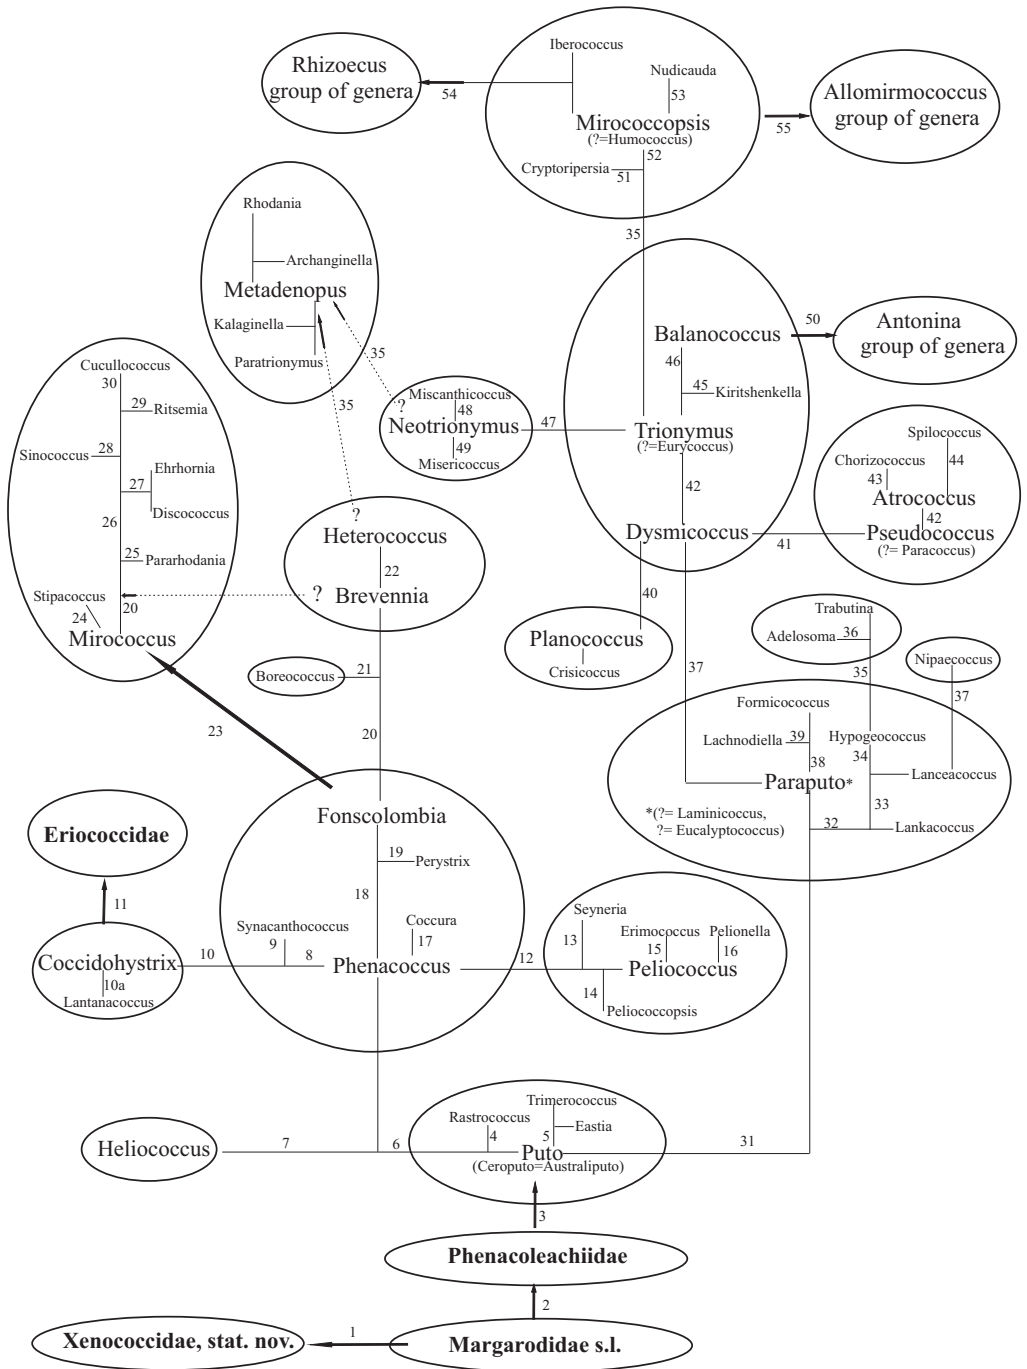 Iberococcus
Rhizoecus
group of genera
54
Nudicauda
53
Mirococcopsis
(?=Humococcus)
52
Cryptoripersia
51
55
Allomirmococcus
group of genera
35
Rhodania
Archanginella
Metadenopus
Kalaginella
Paratrionymus
35
35
Balanococcus
50
Antonina
group of genera
46
45
Kiritshenkella
Cucullococcus
30
29
Ritsemia
Sinococcus
28
Ehrhornia
27
Discococcus
26
25
Pararhodania
Stipacoccus
24
20
Mirococcus
?
Miscanthicoccus
48
Neotrionymus
49
Misericoccus
47
Trionymus
(?=Eurycoccus)
42
Dysmicoccus
41
Spilococcus
Chorizococcus
44
43
Atrococcus
42
Pseudococcus
(?= Paracoccus)
?
Heterococcus
22
?
Brevennia
40
Planococcus
Crisicoccus
Trabutina
Adelosoma
36
35
Nipaecoccus
37
Boreococcus
21
20
23
37
Formicococcus
Lachnodiella
39
38
Hypogeococcus
34
Paraputo*
Lanceacoccus
*(?= Laminicoccus,
?= Eucalyptococcus)
33
32
Lankacoccus
Fonscolombia
19
Perystrix
18
Eriococcidae
11
Synacanthococcus
9
Coccura
17
10
8
Coccidohystrix
10a
Lantanacoccus
Phenacoccus
12
Seyneria
13
Erimococcus
15
Pelionella
16
Peliococcus
14
Peliococcopsis
Trimerococcus
Rastrococcus
4
5
Eastia
Heliococcus
7
6
Puto
31
(Ceroputo=Australiputo)
3
Phenacoleachiidae
2
Xenococcidae, stat. nov.
1
Margarodidae s.l.